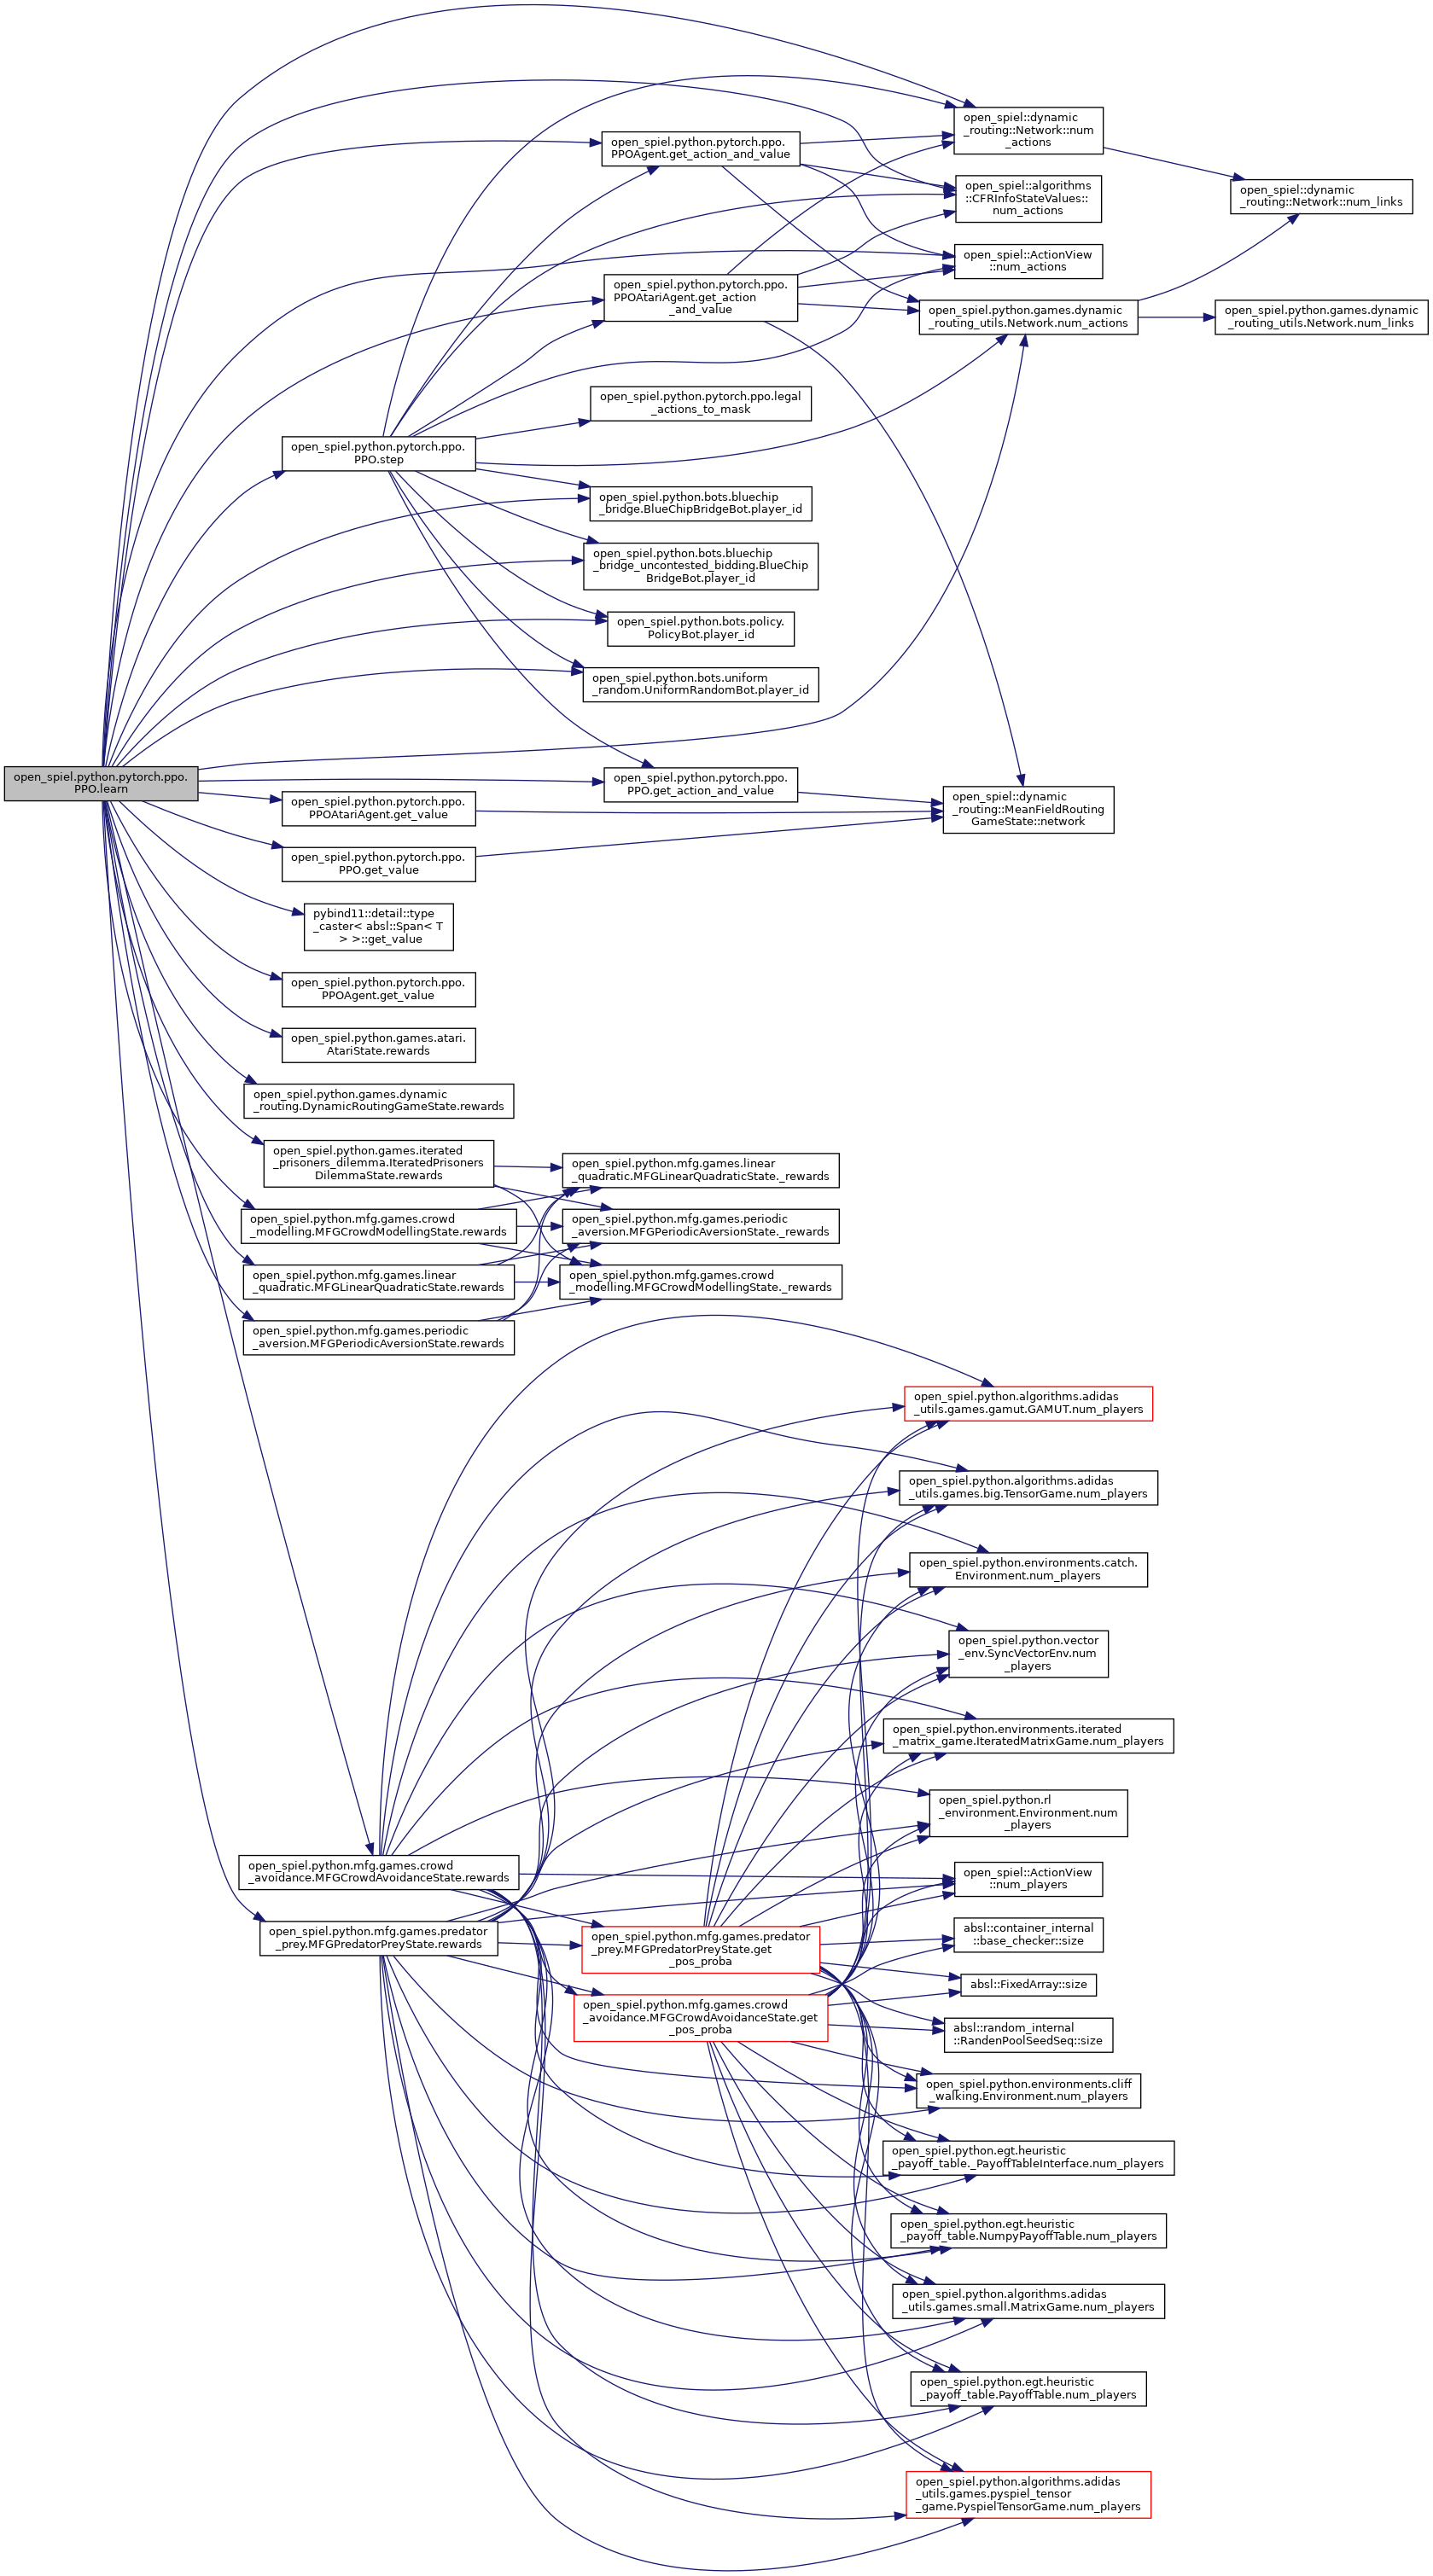 open_spiel::dynamic
_routing::Network::num
_actions
open_spiel.python.pytorch.ppo.
PPOAgent.get_action_and_value
open_spiel::algorithms
::CFRInfoStateValues::
num_actions
open_spiel::dynamic
_routing::Network::num_links
open_spiel::ActionView
::num_actions
open_spiel.python.pytorch.ppo.
PPOAtariAgent.get_action
_and_value
open_spiel.python.games.dynamic
_routing_utils.Network.num_actions
open_spiel.python.games.dynamic
_routing_utils.Network.num_links
open_spiel.python.pytorch.ppo.legal
_actions_to_mask
open_spiel.python.pytorch.ppo.
PPO.step
open_spiel.python.bots.bluechip
_bridge.BlueChipBridgeBot.player_id
open_spiel.python.bots.bluechip
_bridge_uncontested_bidding.BlueChip
BridgeBot.player_id
open_spiel.python.bots.policy.
PolicyBot.player_id
open_spiel.python.bots.uniform
_random.UniformRandomBot.player_id
open_spiel.python.pytorch.ppo.
PPO.learn
open_spiel.python.pytorch.ppo.
PPO.get_action_and_value
open_spiel.python.pytorch.ppo.
PPOAtariAgent.get_value
open_spiel::dynamic
_routing::MeanFieldRouting
GameState::network
open_spiel.python.pytorch.ppo.
PPO.get_value
pybind11::detail::type
_caster< absl::Span< T
> >::get_value
open_spiel.python.pytorch.ppo.
PPOAgent.get_value
open_spiel.python.games.atari.
AtariState.rewards
open_spiel.python.games.dynamic
_routing.DynamicRoutingGameState.rewards
open_spiel.python.games.iterated
_prisoners_dilemma.IteratedPrisoners
DilemmaState.rewards
open_spiel.python.mfg.games.linear
_quadratic.MFGLinearQuadraticState._rewards
open_spiel.python.mfg.games.crowd
_modelling.MFGCrowdModellingState.rewards
open_spiel.python.mfg.games.periodic
_aversion.MFGPeriodicAversionState._rewards
open_spiel.python.mfg.games.linear
_quadratic.MFGLinearQuadraticState.rewards
open_spiel.python.mfg.games.crowd
_modelling.MFGCrowdModellingState._rewards
open_spiel.python.mfg.games.periodic
_aversion.MFGPeriodicAversionState.rewards
open_spiel.python.algorithms.adidas
_utils.games.gamut.GAMUT.num_players
open_spiel.python.algorithms.adidas
_utils.games.big.TensorGame.num_players
open_spiel.python.environments.catch.
Environment.num_players
open_spiel.python.vector
_env.SyncVectorEnv.num
_players
open_spiel.python.environments.iterated
_matrix_game.IteratedMatrixGame.num_players
open_spiel.python.rl
_environment.Environment.num
_players
open_spiel.python.mfg.games.crowd
_avoidance.MFGCrowdAvoidanceState.rewards
open_spiel::ActionView
::num_players
open_spiel.python.mfg.games.predator
_prey.MFGPredatorPreyState.rewards
open_spiel.python.mfg.games.predator
_prey.MFGPredatorPreyState.get
_pos_proba
absl::container_internal
::base_checker::size
absl::FixedArray::size
open_spiel.python.mfg.games.crowd
_avoidance.MFGCrowdAvoidanceState.get
_pos_proba
absl::random_internal
::RandenPoolSeedSeq::size
open_spiel.python.environments.cliff
_walking.Environment.num_players
open_spiel.python.egt.heuristic
_payoff_table._PayoffTableInterface.num_players
open_spiel.python.egt.heuristic
_payoff_table.NumpyPayoffTable.num_players
open_spiel.python.algorithms.adidas
_utils.games.small.MatrixGame.num_players
open_spiel.python.egt.heuristic
_payoff_table.PayoffTable.num_players
open_spiel.python.algorithms.adidas
_utils.games.pyspiel_tensor
_game.PyspielTensorGame.num_players